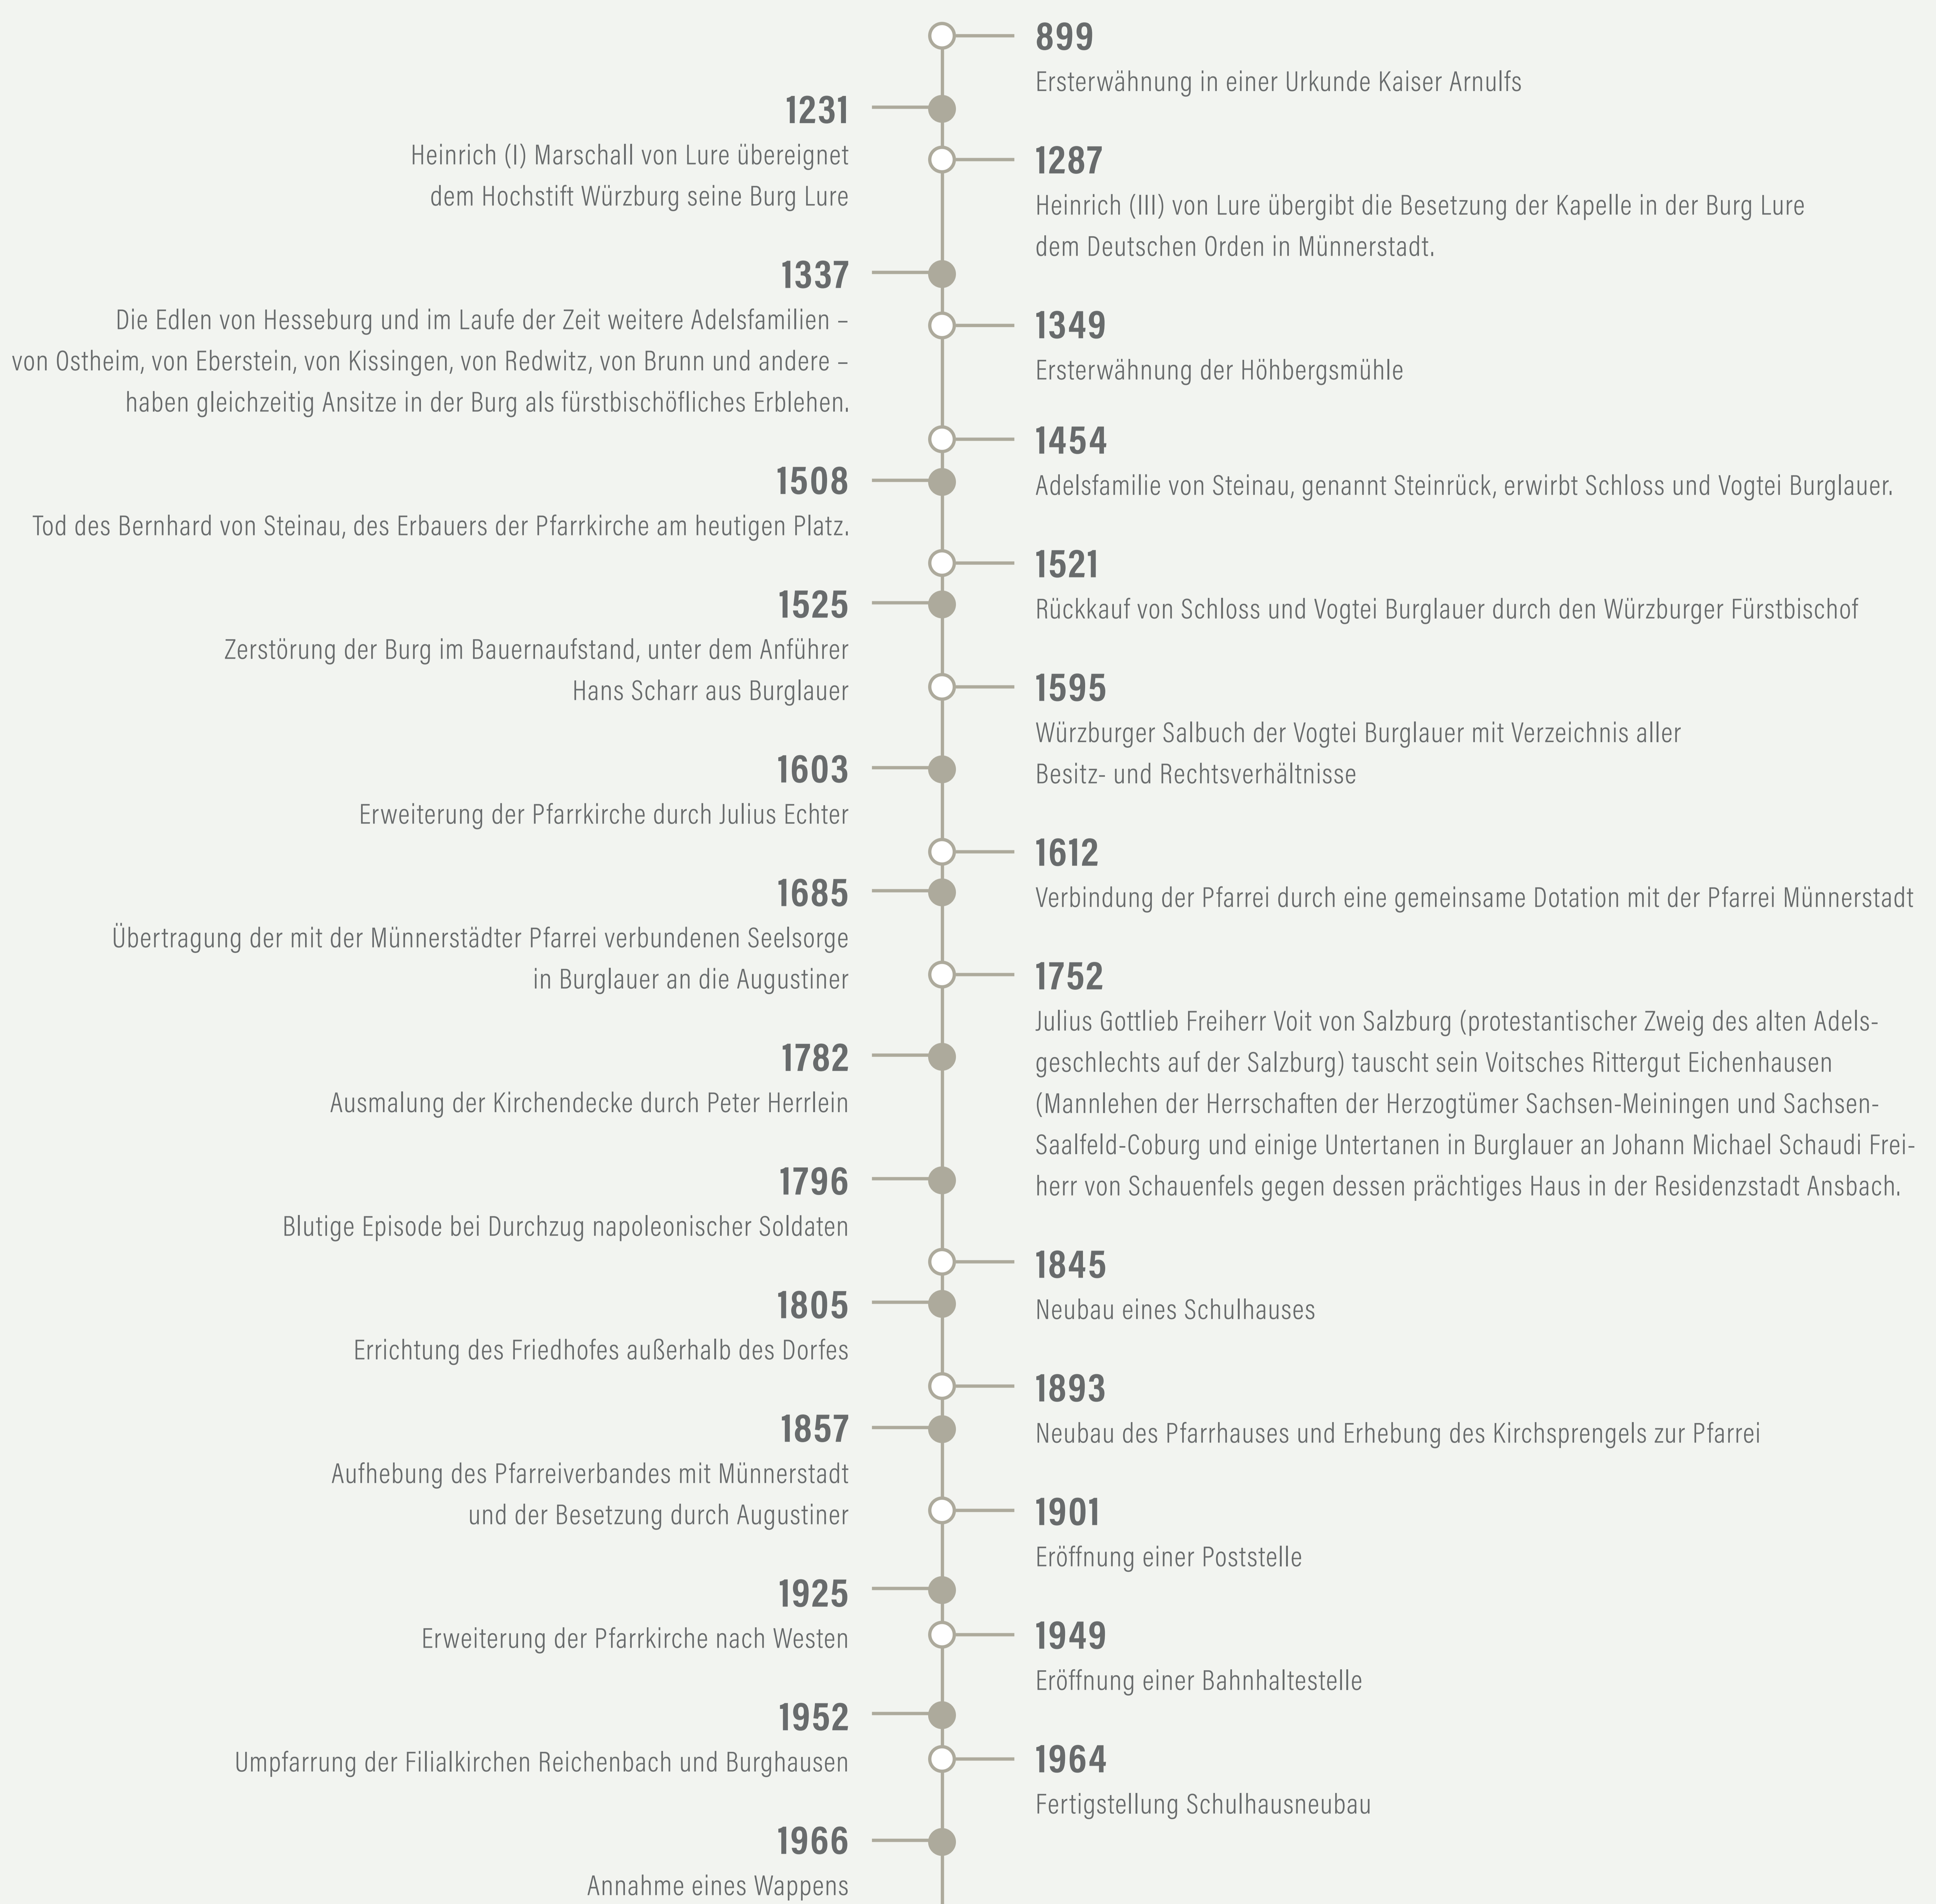 899
Ersterwähnung in einer Urkunde Kaiser Arnulfs
1231
Heinrich (I) Marschall von Lure übereignet
dem Hochstift Würzburg seine Burg Lure
1287
Heinrich (III) von Lure übergibt die Besetzung der Kapelle in der Burg Lure
dem Deutschen Orden in Münnerstadt.
1337
Die Edlen von Hesseburg und im Laufe der Zeit weitere Adelsfamilien –
von Ostheim, von Eberstein, von Kissingen, von Redwitz, von Brunn und andere –
haben gleichzeitig Ansitze in der Burg als fürstbischöfliches Erblehen.
1349
Ersterwähnung der Höhbergsmühle
1454
Adelsfamilie von Steinau, genannt Steinrück, erwirbt Schloss und Vogtei Burglauer.
1508
Tod des Bernhard von Steinau, des Erbauers der Pfarrkirche am heutigen Platz.
1521
Rückkauf von Schloss und Vogtei Burglauer durch den Würzburger Fürstbischof
1525
Zerstörung der Burg im Bauernaufstand, unter dem Anführer
Hans Scharr aus Burglauer
1595
Würzburger Salbuch der Vogtei Burglauer mit Verzeichnis aller
Besitz- und Rechtsverhältnisse
1603
Erweiterung der Pfarrkirche durch Julius Echter
1612
Verbindung der Pfarrei durch eine gemeinsame Dotation mit der Pfarrei Münnerstadt
1685
Übertragung der mit der Münnerstädter Pfarrei verbundenen Seelsorge
in Burglauer an die Augustiner
1752
Julius Gottlieb Freiherr Voit von Salzburg (protestantischer Zweig des alten Adels-
geschlechts auf der Salzburg) tauscht sein Voitsches Rittergut Eichenhausen
(Mannlehen der Herrschaften der Herzogtümer Sachsen-Meiningen und Sachsen-
Saalfeld-Coburg und einige Untertanen in Burglauer an Johann Michael Schaudi Frei-
herr von Schauenfels gegen dessen prächtiges Haus in der Residenzstadt Ansbach.
1782
Ausmalung der Kirchendecke durch Peter Herrlein
1796
Blutige Episode bei Durchzug napoleonischer Soldaten
1845
Neubau eines Schulhauses
1805
Errichtung des Friedhofes außerhalb des Dorfes
1893
Neubau des Pfarrhauses und Erhebung des Kirchsprengels zur Pfarrei
1857
Aufhebung des Pfarreiverbandes mit Münnerstadt
und der Besetzung durch Augustiner
1901
Eröffnung einer Poststelle
1925
Erweiterung der Pfarrkirche nach Westen
1949
Eröffnung einer Bahnhaltestelle
1952
Umpfarrung der Filialkirchen Reichenbach und Burghausen
1964
Fertigstellung Schulhausneubau
1966
Annahme eines Wappens